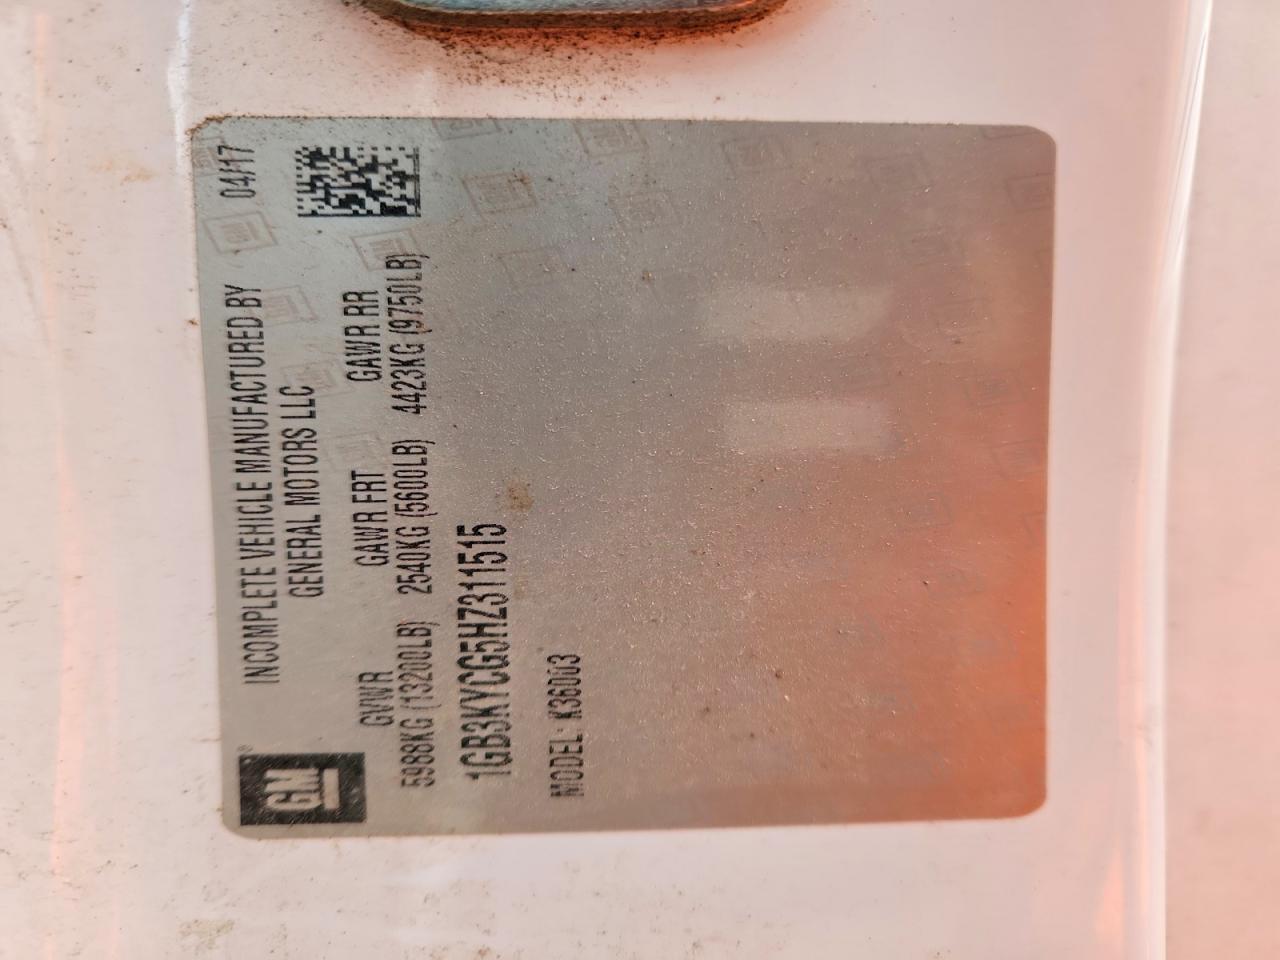 INCOMPLETE VEHICLE MANUFACTURED BY 04/17
GENERAL MOTORS LLC
GM
GVWR GAWR FRT GAWR RR
5988KG (13200LB) 2540KG (5600LB) 4423KG (9750LB)
1GB3KYCG5HZ311515
MODEL: K36003